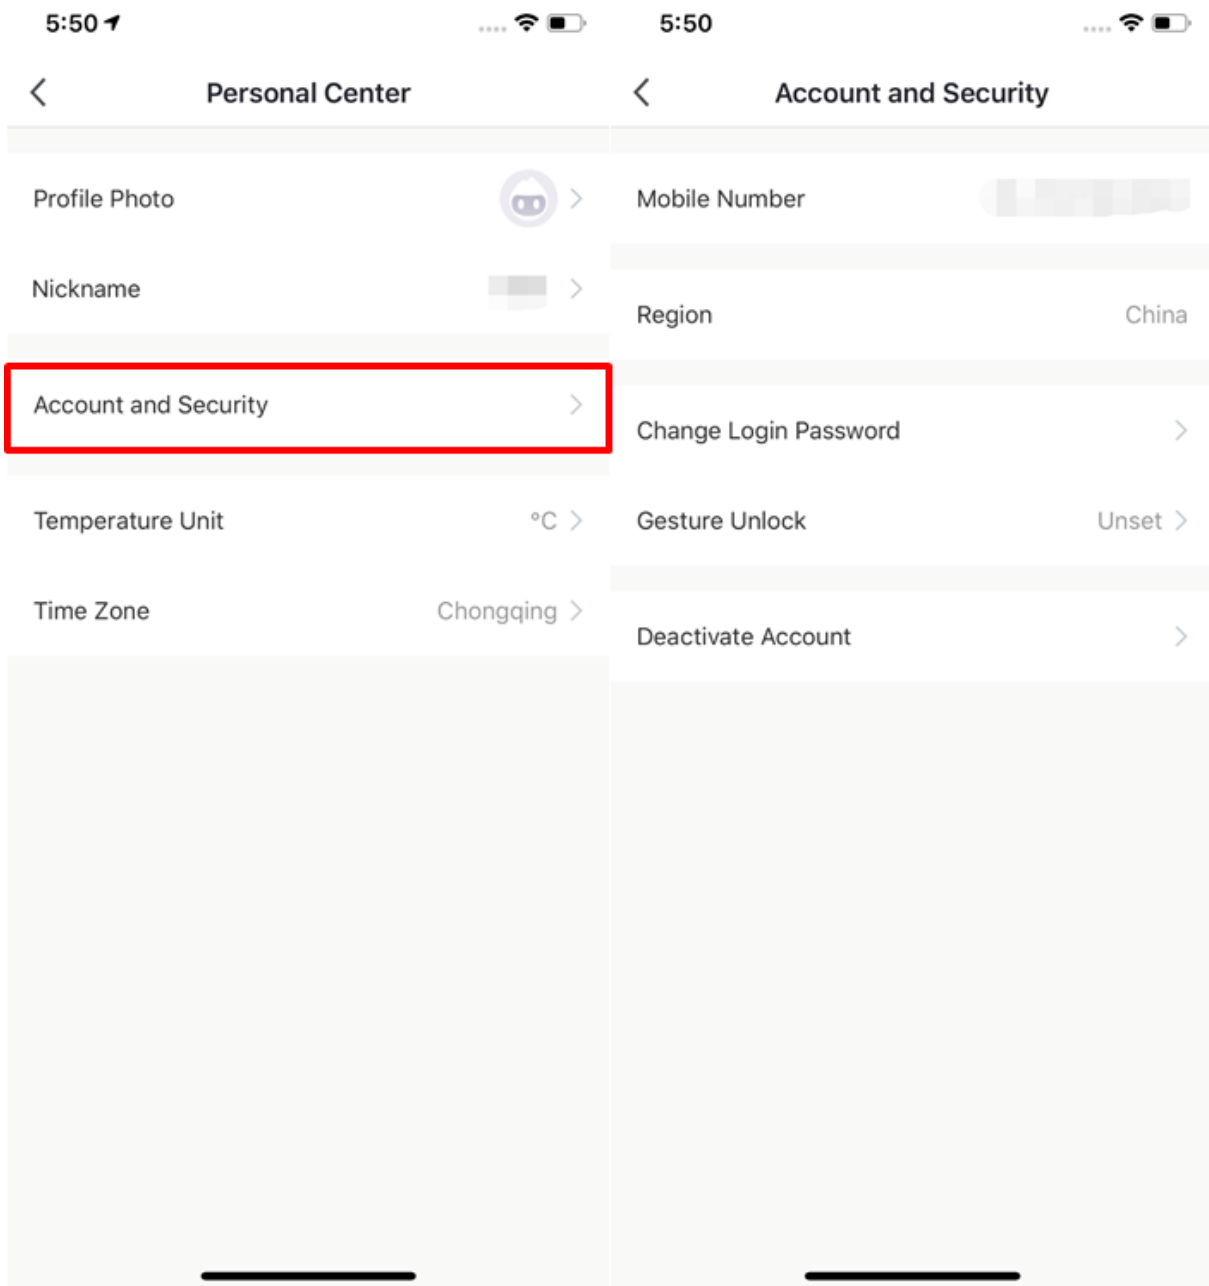 5:50
Personal Center
Profile Photo
Nickname
Account and Security
Temperature Unit °C
Time Zone Chongqing
5:50
Account and Security
Mobile Number
Region China
Change Login Password
Gesture Unlock Unset
Deactivate Account